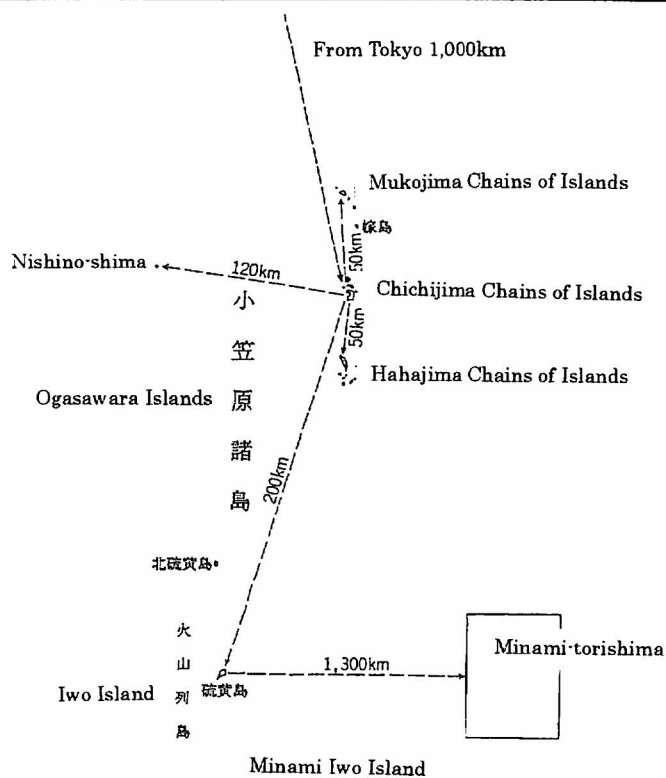 From Tokyo 1,000km
Mukojima Chains of Islands
嫁島
50km
Nishino-shima
120km
Chichijima Chains of Islands
50km
小笠原諸島
Hahajima Chains of Islands
Ogasawara Islands
200km
北硫黄島
火山列島
Minami-torishima
1,300km
Iwo Island
硫黄島
Minami Iwo Island